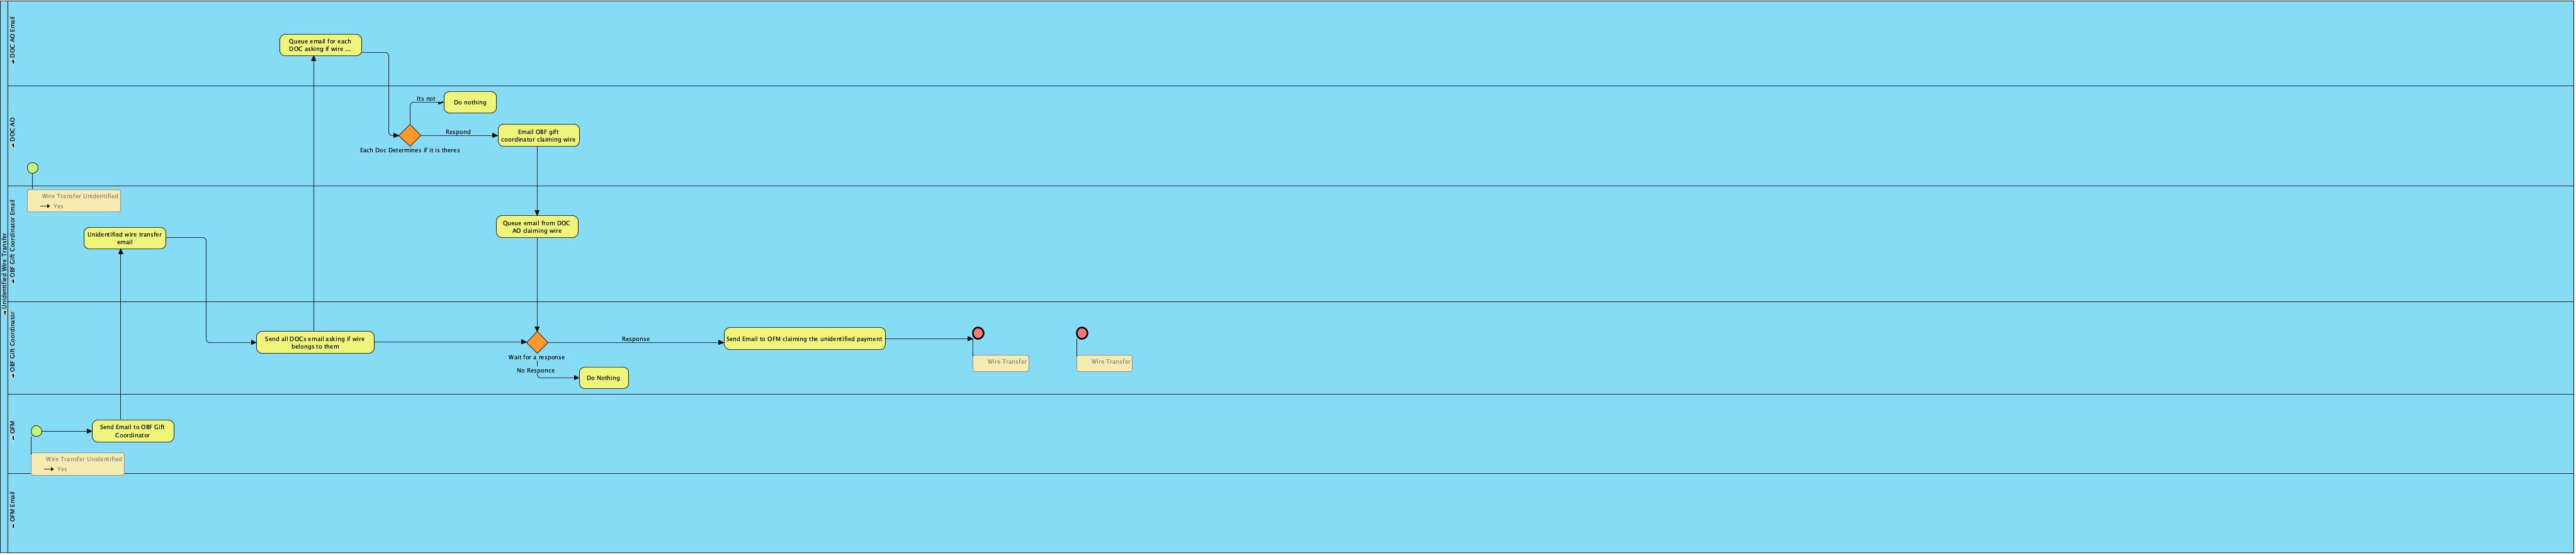 Unidentified Wire Transfer
DOC AO Email
Queue email for each
DOC asking if wire ...
DOC AO
Its not
Do nothing
Respond
Email OBF gift
coordinator claiming wire
Each Doc Determines if it is theres
OBF Gift Coordinator Email
Wire Transfer Unidentified
Yes
Unidentified wire transfer
email
Queue email from DOC
AO claiming wire
OBF Gift Coordinator
Send all DOCs email asking if wire
belongs to them
Wait for a response
Response
No Responce
Do Nothing
Send Email to OFM claiming the unidentified payment
Wire Transfer
Wire Transfer
OFM
Send Email to OBF Gift
Coordinator
Wire Transfer Unidentified
Yes
OFM Email